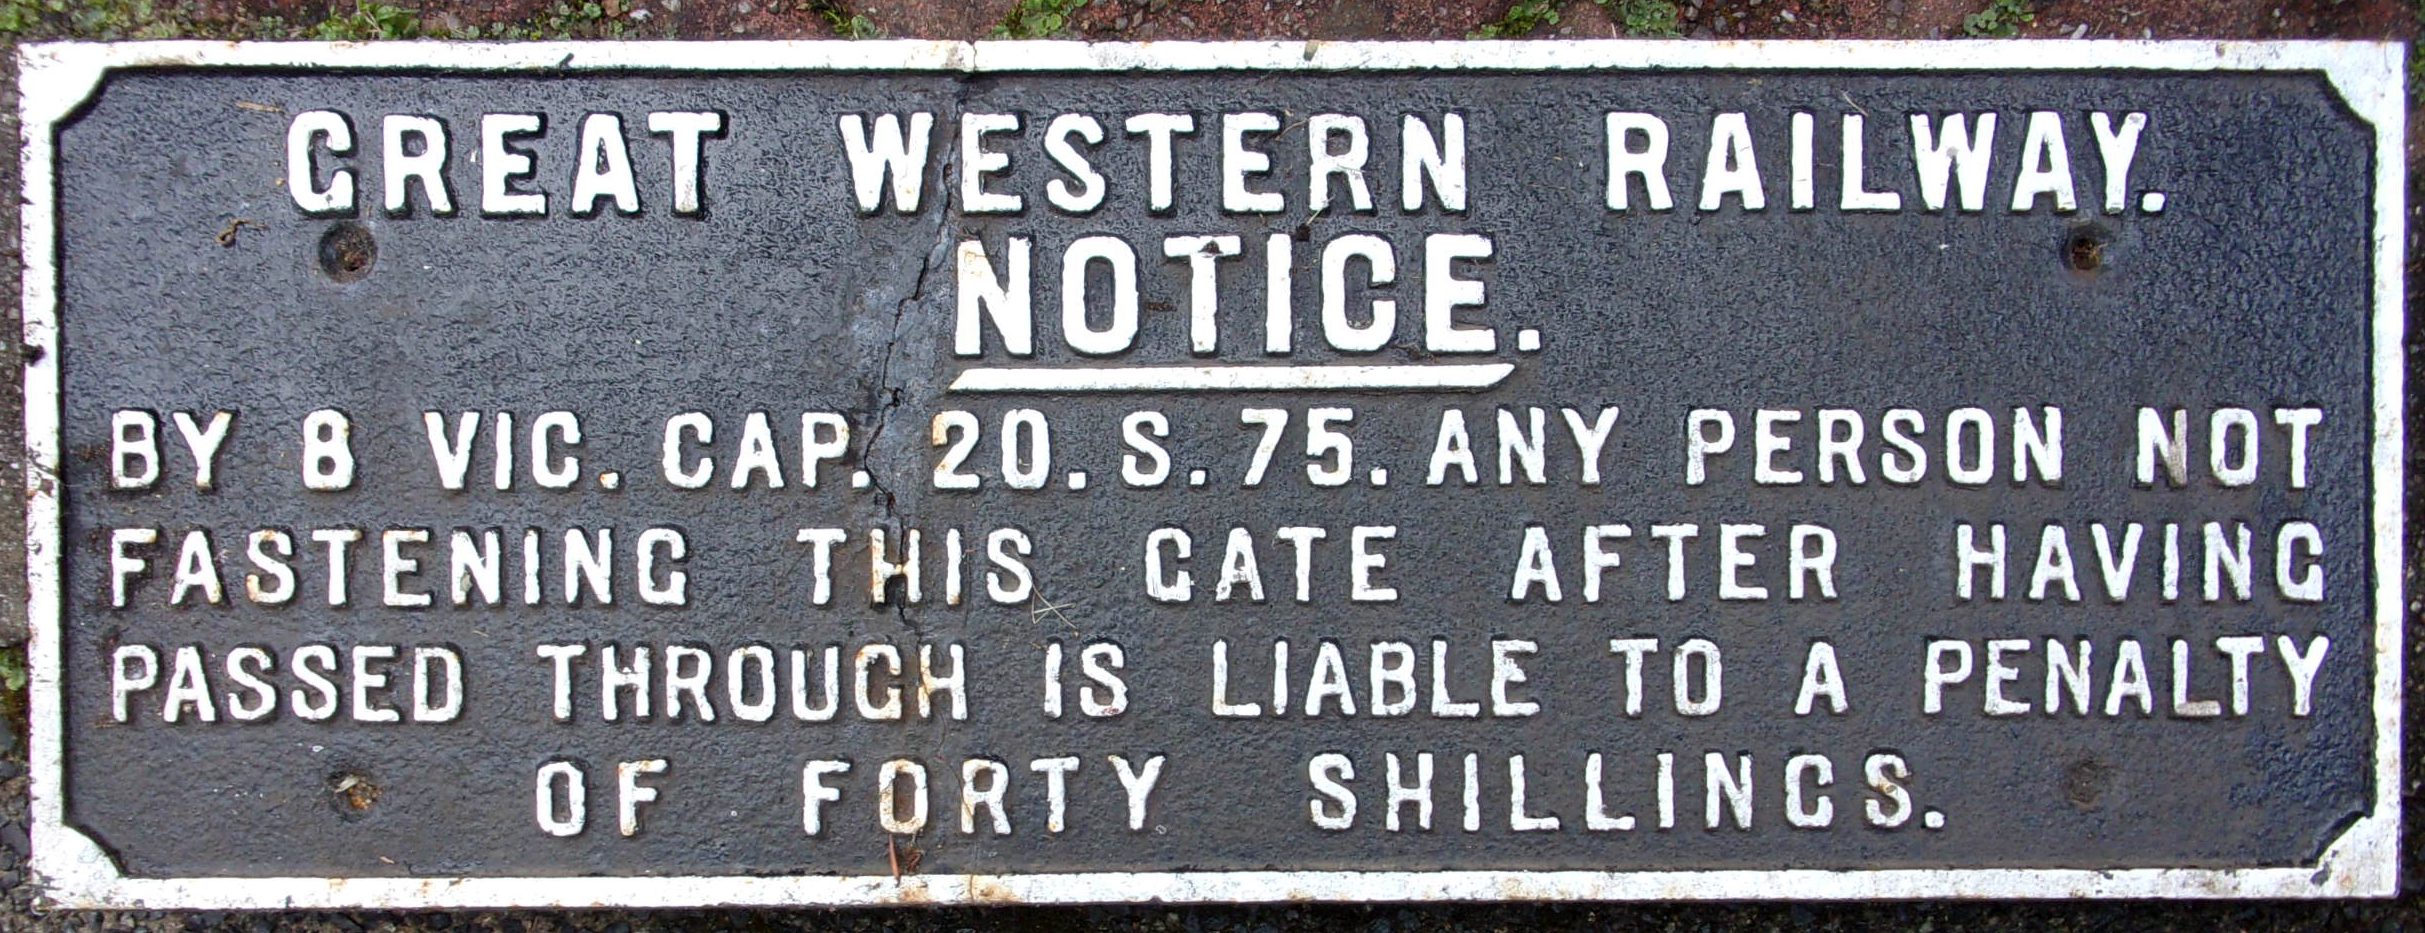 GREAT WESTERN RAILWAY.
NOTICE.
BY 8 VIC. CAP. 20. S. 75. ANY PERSON NOT
FASTENING THIS GATE AFTER HAVING
PASSED THROUGH IS LIABLE TO A PENALTY
OF FORTY SHILLINGS.